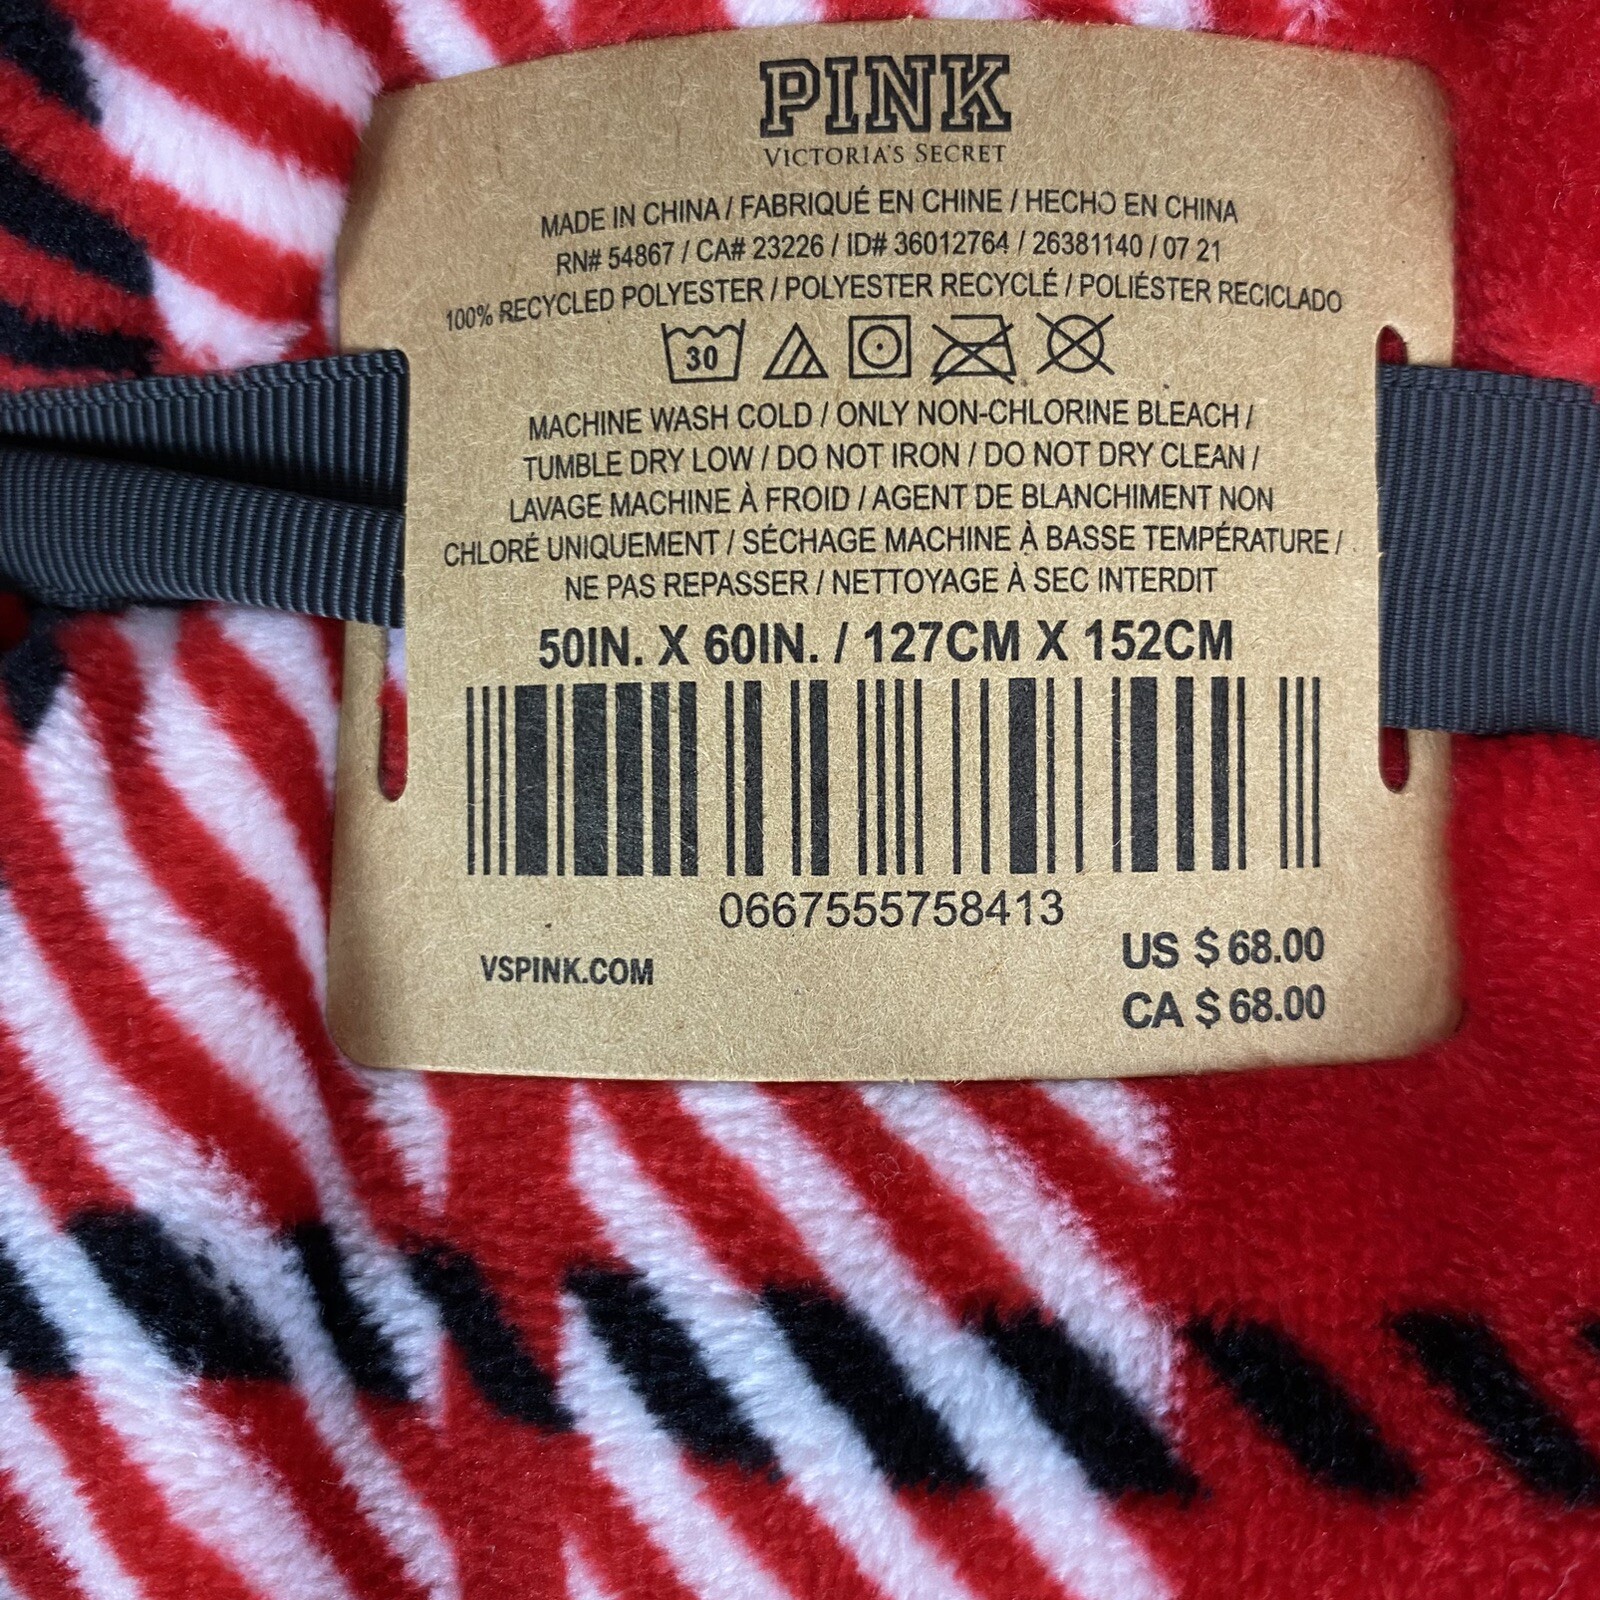 PINK
VICTORIA'S SECRET
MADE IN CHINA / FABRIQUÉ EN CHINE / HECHO EN CHINA
RN# 54867 / CA# 23226 / ID# 36012764 / 26381140 / 07 21
100% RECYCLED POLYESTER / POLYESTER RECYCLÉ / POLIÉSTER RECICLADO
30
MACHINE WASH COLD / ONLY NON-CHLORINE BLEACH /
TUMBLE DRY LOW / DO NOT IRON / DO NOT DRY CLEAN /
LAVAGE MACHINE À FROID / AGENT DE BLANCHIMENT NON
CHLORÉ UNIQUEMENT / SÉCHAGE MACHINE À BASSE TEMPÉRATURE /
NE PAS REPASSER / NETTOYAGE À SEC INTERDIT
50IN. X 60IN. / 127CM X 152CM
0667555758413
VSPINK.COM
US $ 68.00
CA $ 68.00